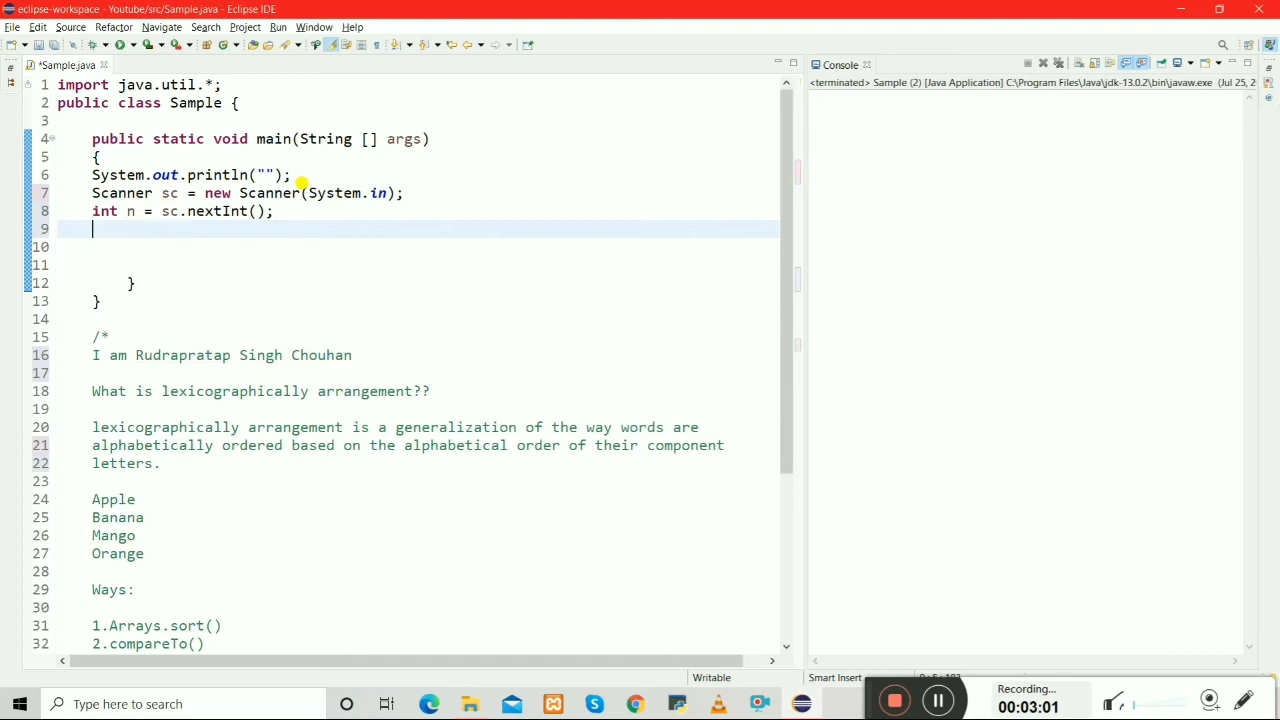 eclipse-workspace - Youtube/src/Sample.java - Eclipse IDE
File Edit Source Refactor Navigate Search Project Run Window Help
*Sample.java
Console
<terminated> Sample (2) [Java Application] C:\Program Files\Java\jdk-13.0.2\bin\javaw.exe (Jul 25, 2
1 import java.util.*;
2 public class Sample {
3
4 public static void main(String [] args)
5 {
6 System.out.println("");
7 Scanner sc = new Scanner(System.in);
8 int n = sc.nextInt();
9
10
11
12 }
13 }
14
15 /*
16 I am Rudrapratap Singh Chouhan
17
18 What is lexicographically arrangement??
19
20 lexicographically arrangement is a generalization of the way words are
21 alphabetically ordered based on the alphabetical order of their component
22 letters.
23
24 Apple
25 Banana
26 Mango
27 Orange
28
29 Ways:
30
31 1.Arrays.sort()
32 2.compareTo()
Writable
Smart Insert
Type here to search
Recording...
00:03:01